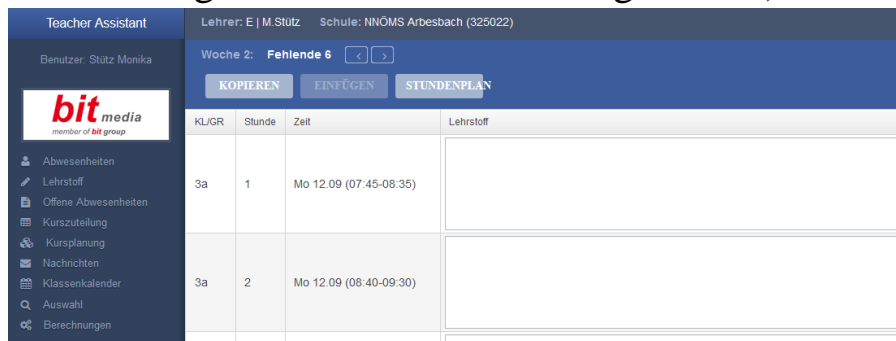 Teacher Assistant
Lehrer: E | M.Stütz Schule: NNÖMS Arbesbach (325022)
Benutzer: Stütz Monika
Woche 2: Fehlende 6 < >
KOPIEREN EINFÜGEN STUNDENPLAN
bit media
member of bit group
KL/GR Stunde Zeit Lehrstoff
Abwesenheiten
Lehrstoff
Offene Abwesenheiten
Kurszuteilung
Kursplanung
Nachrichten
Klassenkalender
Auswahl
Berechnungen
3a 1 Mo 12.09 (07:45-08:35)
3a 2 Mo 12.09 (08:40-09:30)